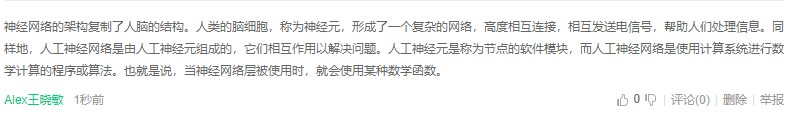 神经网络的架构复制了人脑的结构。人类的脑细胞，称为神经元，形成了一个复杂的网络，高度相互连接，相互发送电信号，帮助人们处理信息。同
样地，人工神经网络是由人工神经元组成的，它们相互作用以解决问题。人工神经元是称为节点的软件模块，而人工神经网络是使用计算系统进行数
学计算的程序或算法。也就是说，当神经网络层被使用时，就会使用某种数学函数。
Alex王晓敏 1秒前 0 | 评论(0) | 删除 | 举报